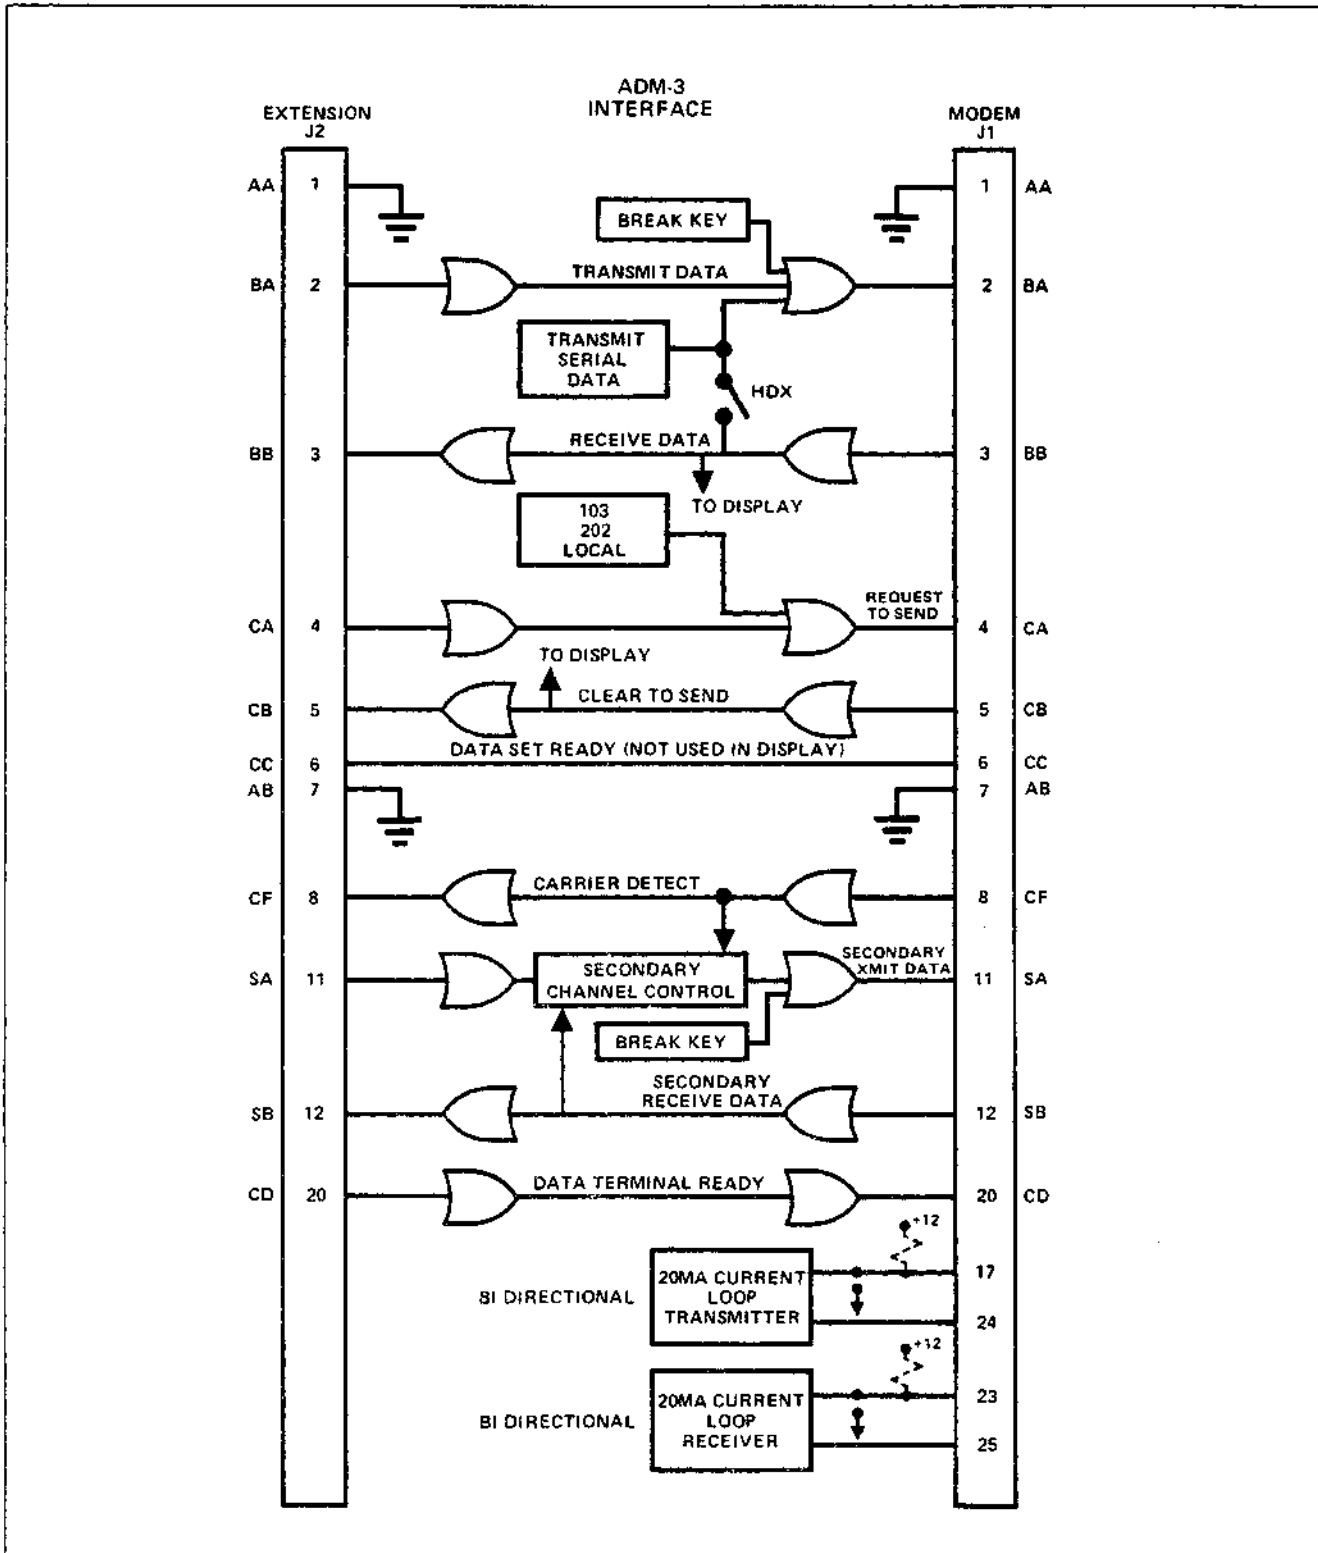 ADM-3
INTERFACE
EXTENSION
J2
MODEM
J1
AA 1
1 AA
BREAK KEY
BA 2
TRANSMIT DATA
2 BA
TRANSMIT
SERIAL
DATA
HDX
BB 3
RECEIVE DATA
3 BB
TO DISPLAY
103
202
LOCAL
REQUEST
TO SEND
CA 4
4 CA
TO DISPLAY
CB 5
CLEAR TO SEND
5 CB
DATA SET READY (NOT USED IN DISPLAY)
CC 6
6 CC
AB 7
7 AB
CF 8
CARRIER DETECT
8 CF
SECONDARY
XMIT DATA
SA 11
SECONDARY
CHANNEL CONTROL
11 SA
BREAK KEY
SECONDARY
RECEIVE DATA
SB 12
12 SB
CD 20
DATA TERMINAL READY
20 CD
+12
BI DIRECTIONAL
20MA CURRENT
LOOP
TRANSMITTER
17
24
+12
BI DIRECTIONAL
20MA CURRENT
LOOP
RECEIVER
23
25